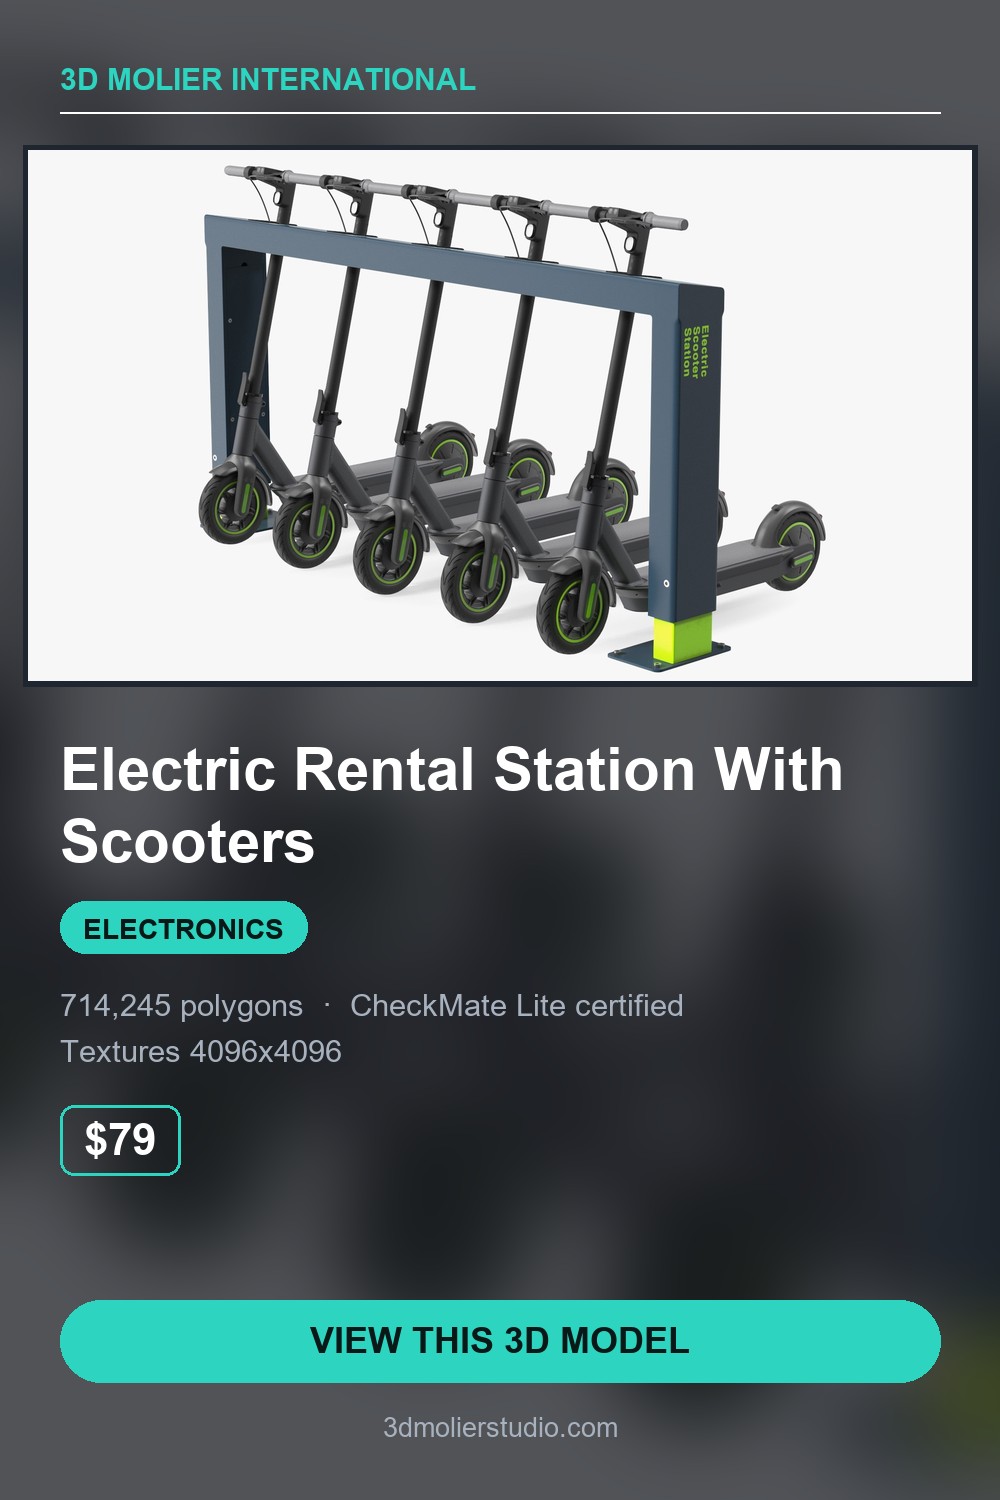 3D MOLIER INTERNATIONAL
Electric
Scooter
Station
Electric Rental Station With
Scooters
ELECTRONICS
714,245 polygons · CheckMate Lite certified
Textures 4096x4096
$79
VIEW THIS 3D MODEL
3dmolierstudio.com